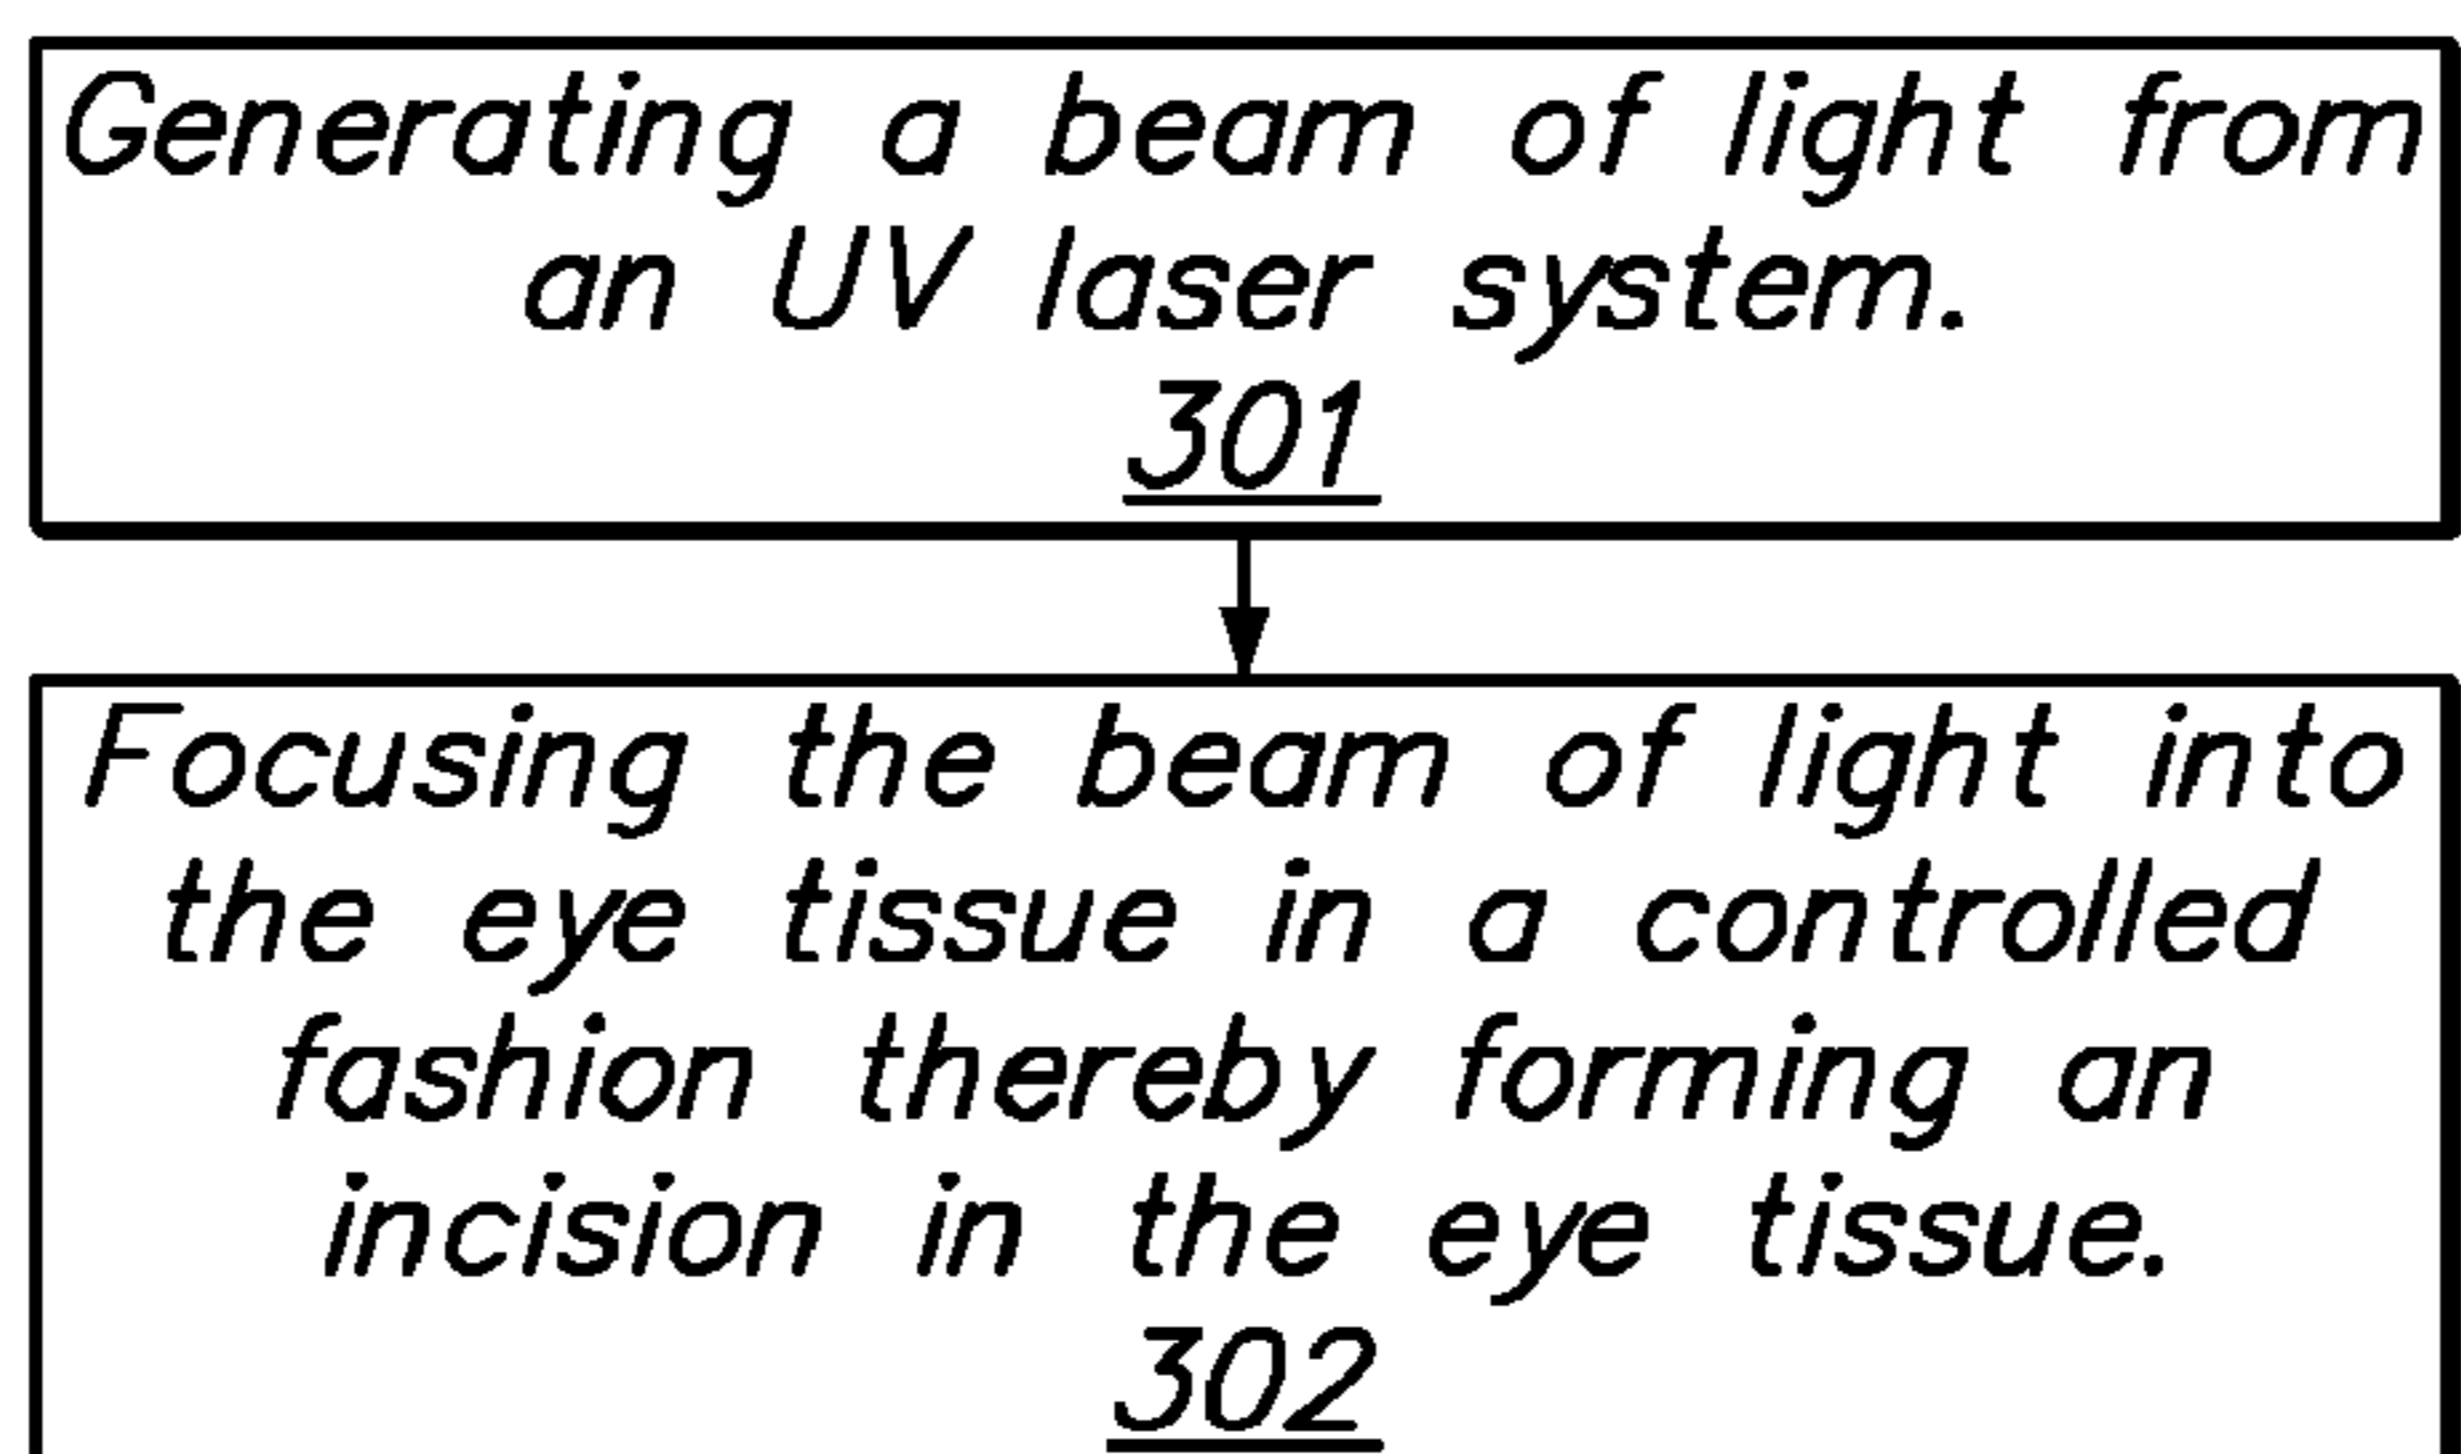 Generating a beam of light from
an UV laser system.
301
Focusing the beam of light into
the eye tissue in a controlled
fashion thereby forming an
incision in the eye tissue.
302